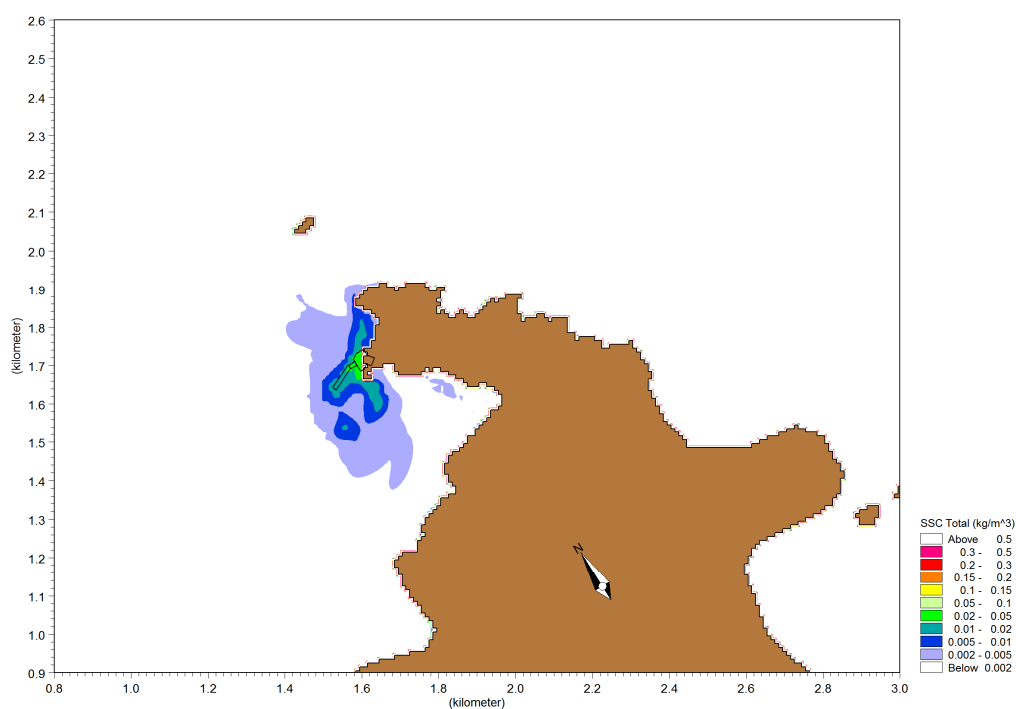 2.6
2.5
2.4
2.3
2.2
2.1
2.0
1.9
1.8
1.7
1.6
1.5
1.4
1.3
1.2
1.1
1.0
0.9
(kilometer)
0.8 1.0 1.2 1.4 1.6 1.8 2.0 2.2 2.4 2.6 2.8 3.0
(kilometer)
N
SSC Total (kg/m^3)
Above 0.5
0.3 - 0.5
0.2 - 0.3
0.15 - 0.2
0.1 - 0.15
0.05 - 0.1
0.02 - 0.05
0.01 - 0.02
0.005 - 0.01
0.002 - 0.005
Below 0.002